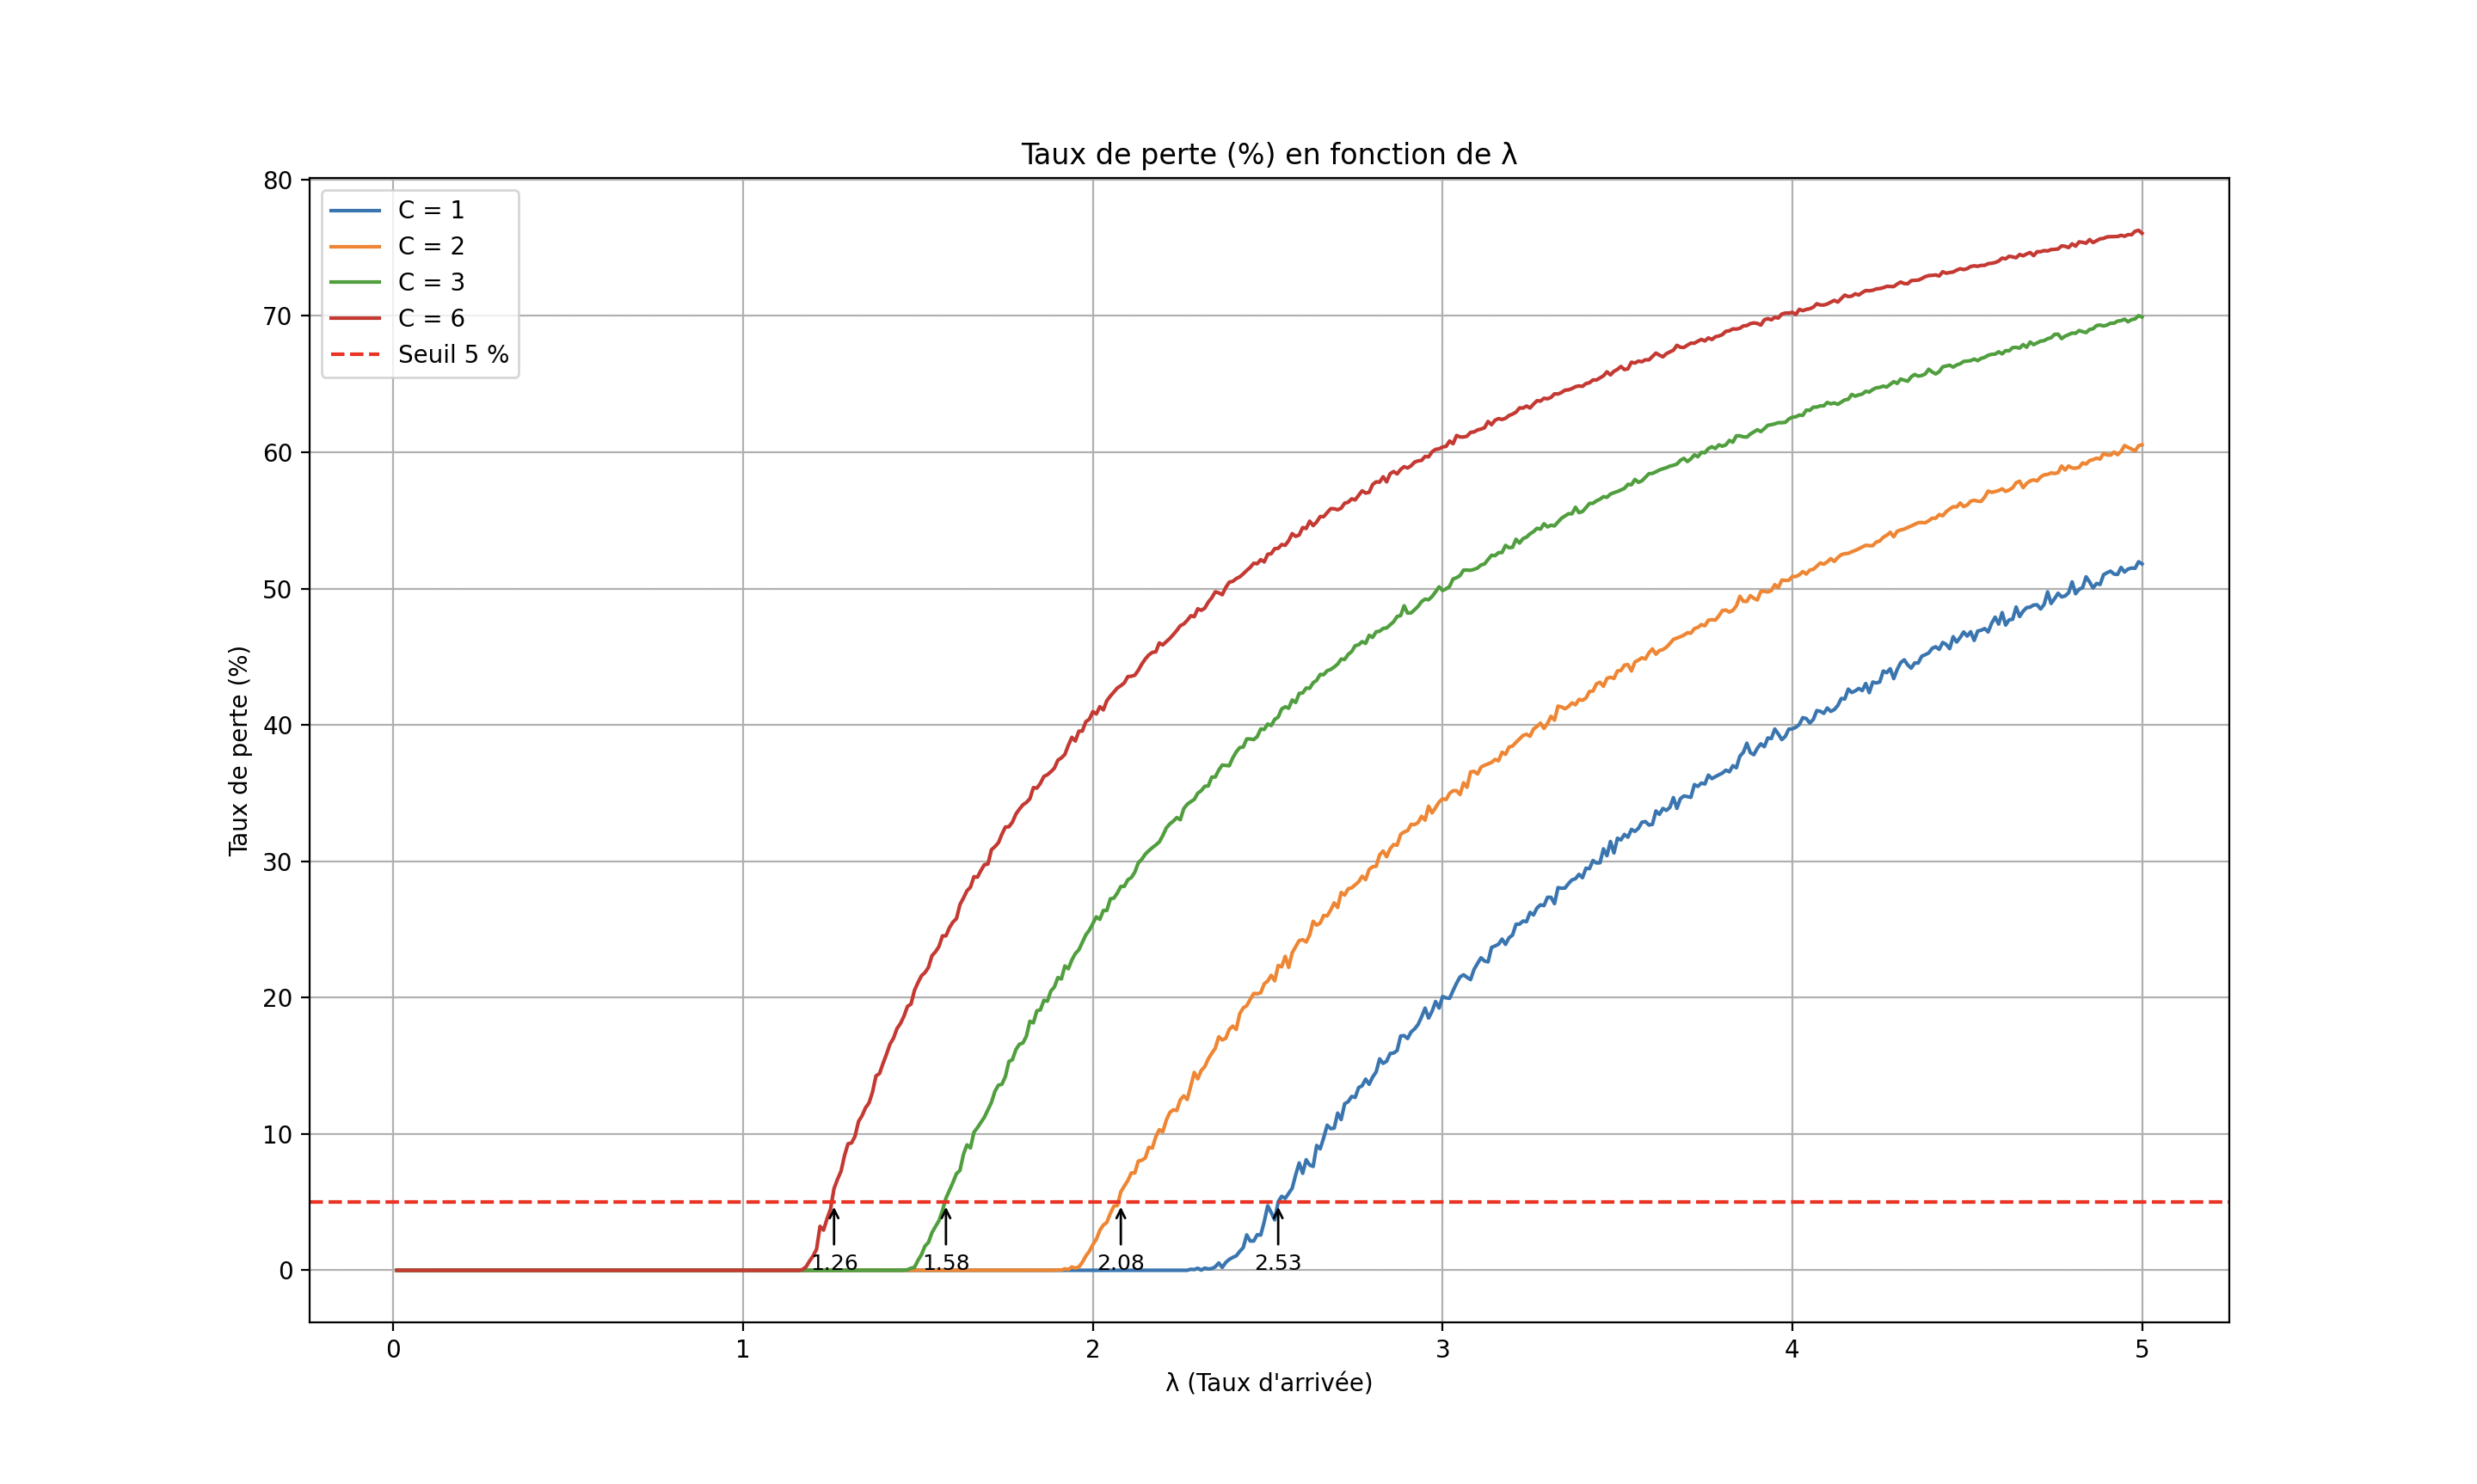 Taux de perte (%) en fonction de λ
80
70
60
50
40
30
20
10
0
Taux de perte (%)
C = 1
C = 2
C = 3
C = 6
Seuil 5 %
1.26
1.58
2.08
2.53
0
1
2
3
4
5
λ (Taux d'arrivée)